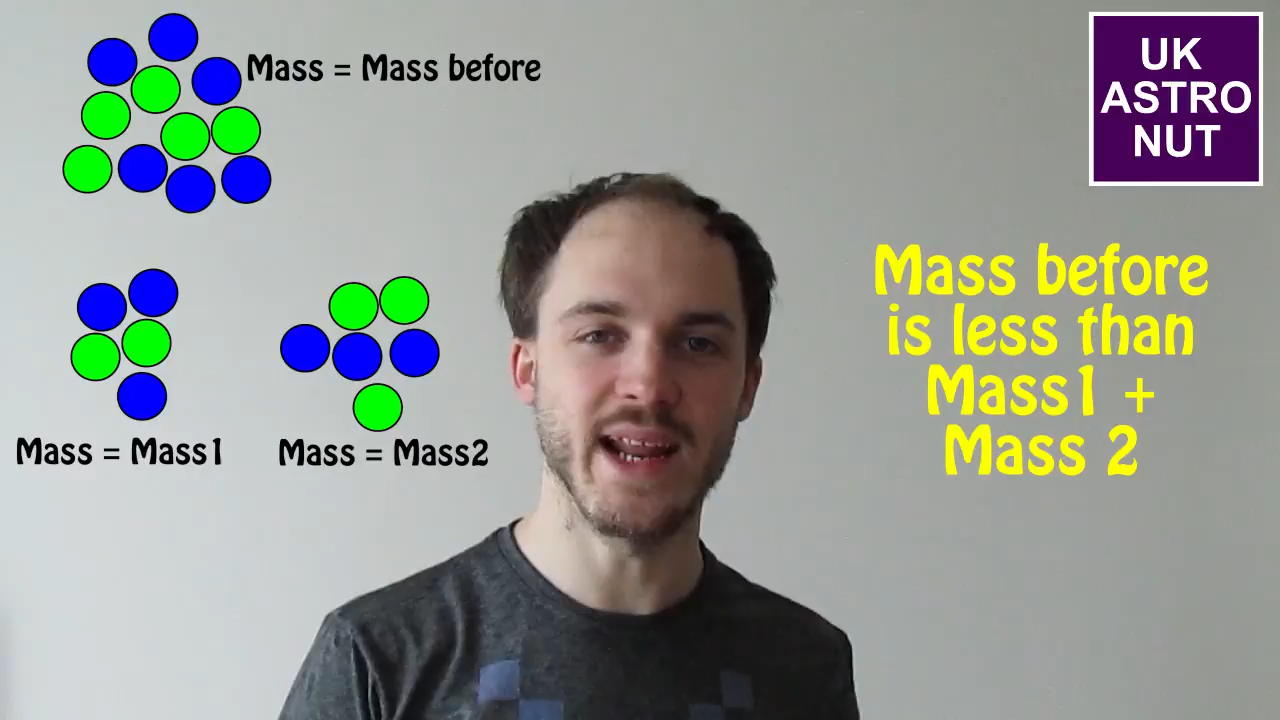 Mass = Mass before
UK
ASTRO
NUT
Mass before
is less than
Mass1 +
Mass 2
Mass = Mass1
Mass = Mass2